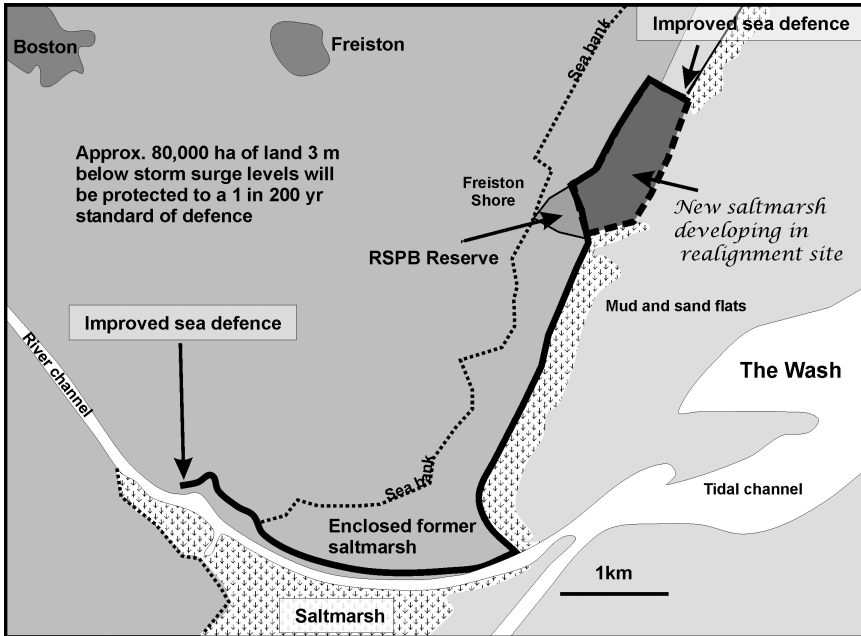 Boston
Freiston
Sea bank
Improved sea defence
Approx. 80,000 ha of land 3 m
below storm surge levels will
be protected to a 1 in 200 yr
standard of defence
Freiston
Shore
RSPB Reserve
New saltmarsh
developing in
realignment site
Mud and sand flats
Improved sea defence
River channel
The Wash
Sea bank
Tidal channel
Enclosed former
saltmarsh
1km
Saltmarsh